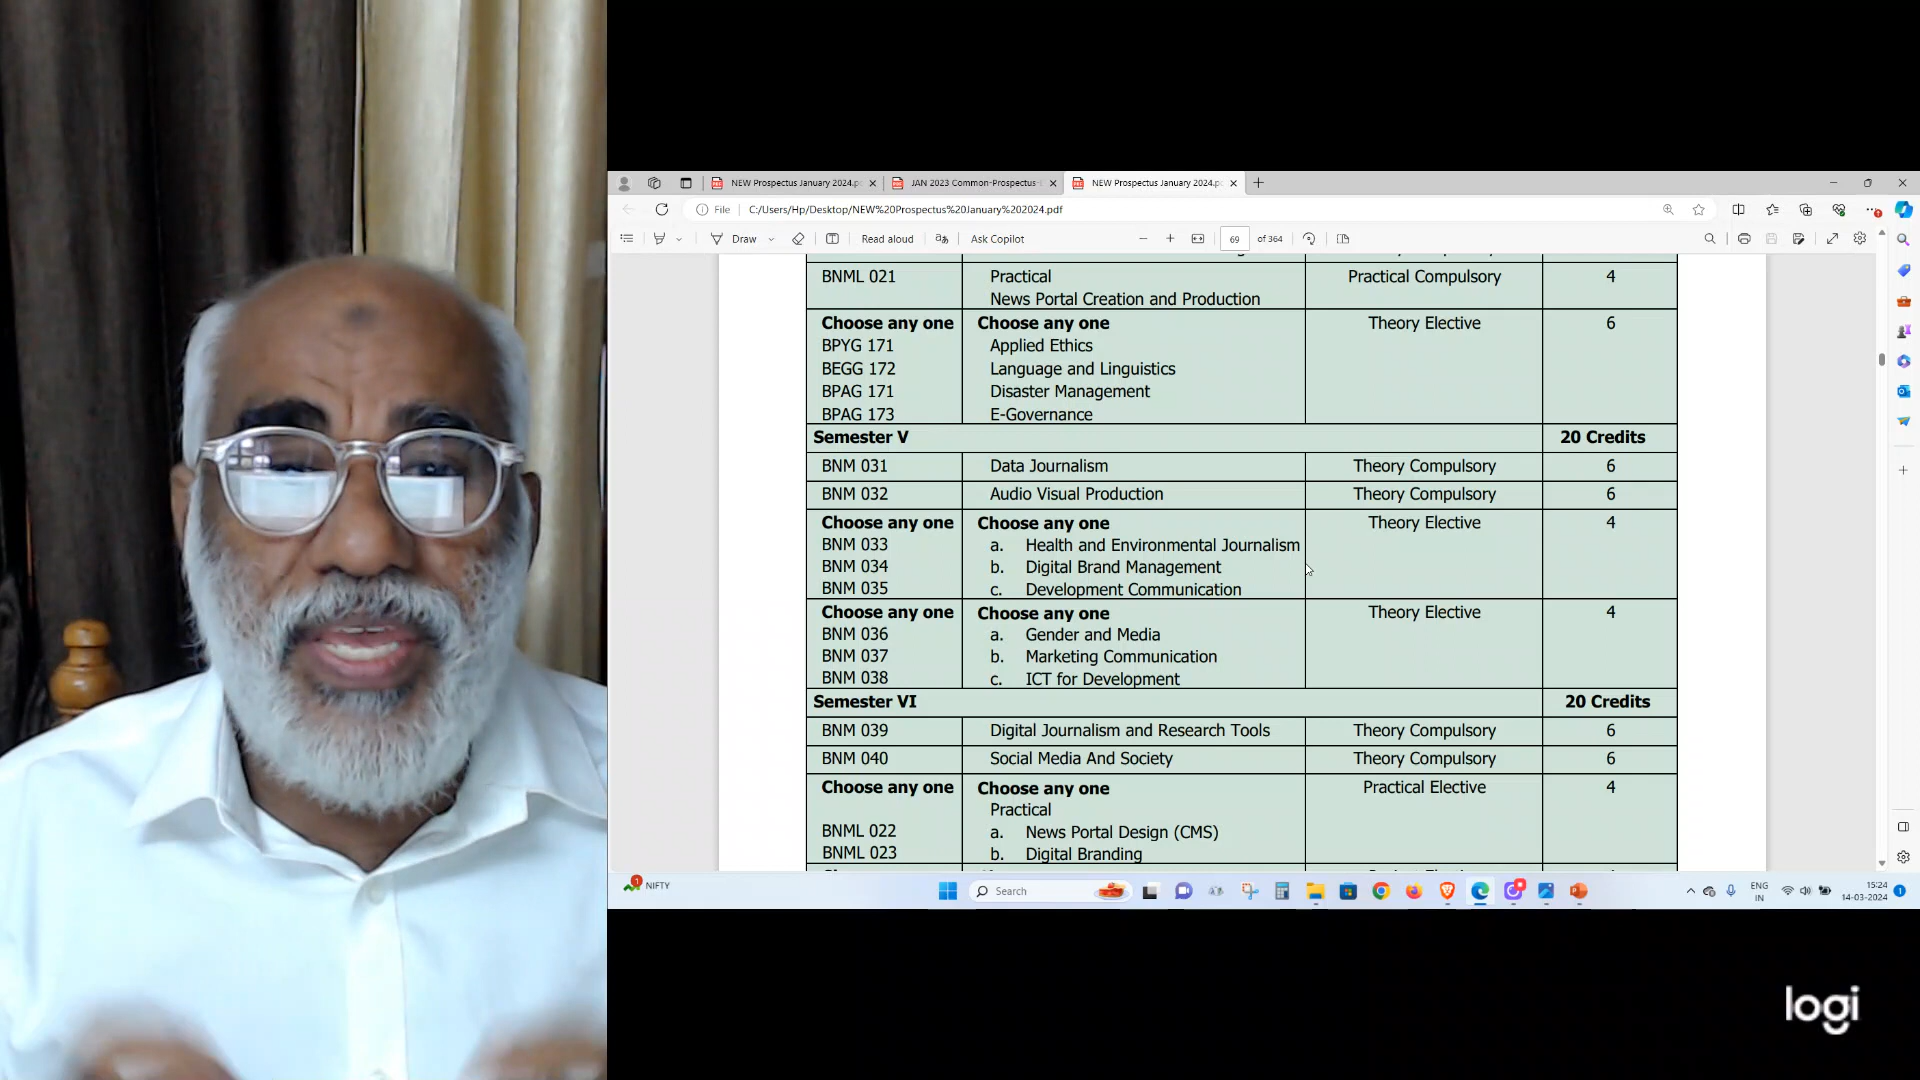 NEW Prospectus January 2024.p
JAN 2023 Common-Prospectus-
NEW Prospectus January 2024.p
File
C:/Users/Hp/Desktop/NEW%20Prospectus%20January%202024.pdf
Draw
Read aloud
Ask Copilot
69
of 364
BNML 021 Practical Practical Compulsory 4
News Portal Creation and Production
Choose any one Choose any one Theory Elective 6
BPYG 171 Applied Ethics
BEGG 172 Language and Linguistics
BPAG 171 Disaster Management
BPAG 173 E-Governance
Semester V 20 Credits
BNM 031 Data Journalism Theory Compulsory 6
BNM 032 Audio Visual Production Theory Compulsory 6
Choose any one Choose any one Theory Elective 4
BNM 033 a. Health and Environmental Journalism
BNM 034 b. Digital Brand Management
BNM 035 c. Development Communication
Choose any one Choose any one Theory Elective 4
BNM 036 a. Gender and Media
BNM 037 b. Marketing Communication
BNM 038 c. ICT for Development
Semester VI 20 Credits
BNM 039 Digital Journalism and Research Tools Theory Compulsory 6
BNM 040 Social Media And Society Theory Compulsory 6
Choose any one Choose any one Practical Elective 4
Practical
BNML 022 a. News Portal Design (CMS)
BNML 023 b. Digital Branding
NIFTY
Search
ENG
IN
15:24
14-03-2024
logi